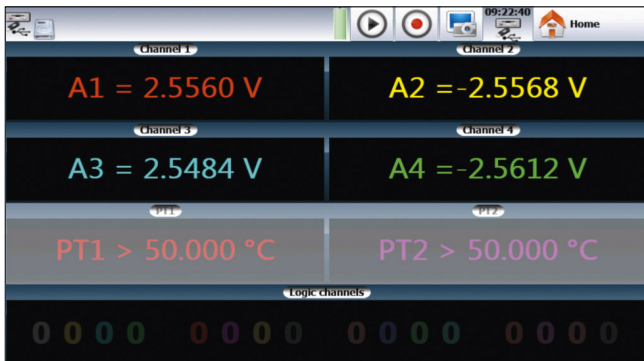 09:22:40
Home
Channel 1
Channel 2
A1 = 2.5560 V
A2 =-2.5568 V
Channel 3
Channel 4
A3 = 2.5484 V
A4 =-2.5612 V
PT1
PT2
PT1 > 50.000 °C
PT2 > 50.000 °C
Logic channels
0 0 0 0 0 0 0 0 0 0 0 0 0 0 0 0